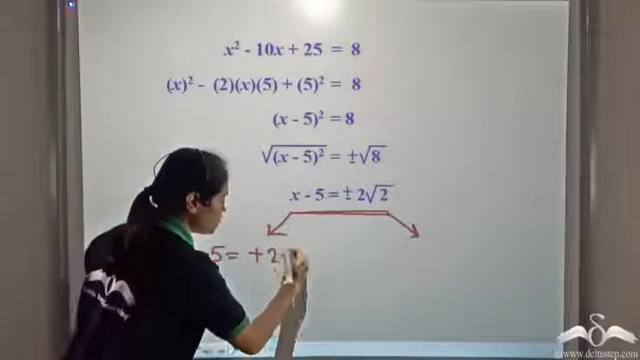 x² - 10x + 25 = 8
(x)² - (2)(x)(5) + (5)² = 8
(x - 5)² = 8
√(x - 5)² = ±√8
x - 5 = ± 2√2
5 = + 2
www.deltastep.com